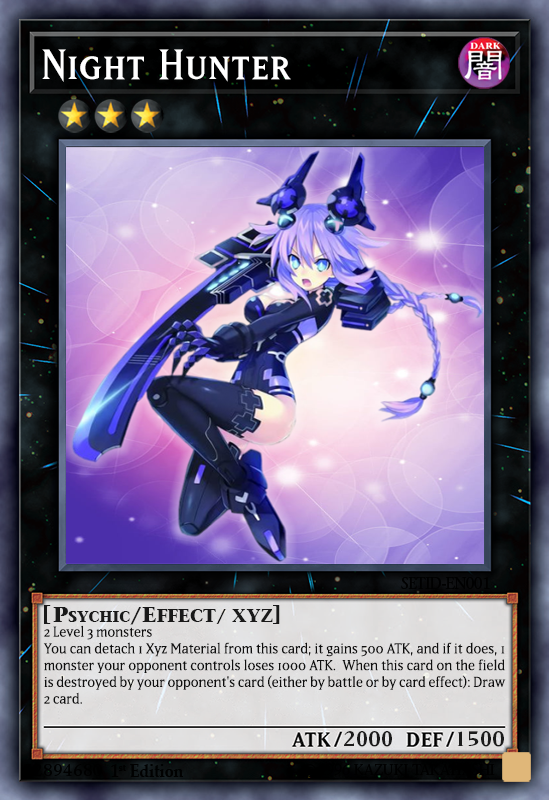 Night Hunter
DARK
闇
[Psychic/Effect/ XYZ]
2 Level 3 monsters
You can detach 1 Xyz Material from this card; it gains 500 ATK, and if it does, 1
monster your opponent controls loses 1000 ATK. When this card on the field
is destroyed by your opponent's card (either by battle or by card effect): Draw
2 card.
ATK/2000 DEF/1500
1st Edition